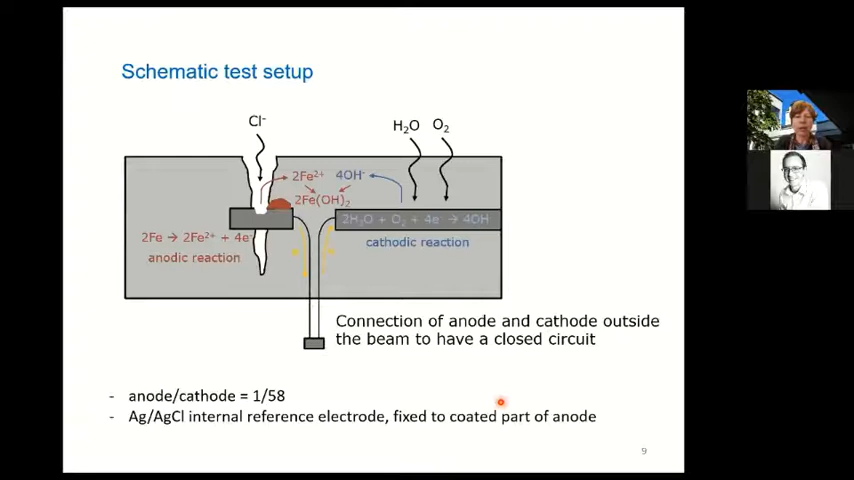 Schematic test setup
Cl⁻
H₂O O₂
2Fe²⁺ 4OH⁻
2Fe(OH)₂
2H₂O + O₂ + 4e → 4OH
2Fe → 2Fe²⁺ + 4e⁻
cathodic reaction
anodic reaction
Connection of anode and cathode outside
the beam to have a closed circuit
- anode/cathode = 1/58
- Ag/AgCl internal reference electrode, fixed to coated part of anode
9